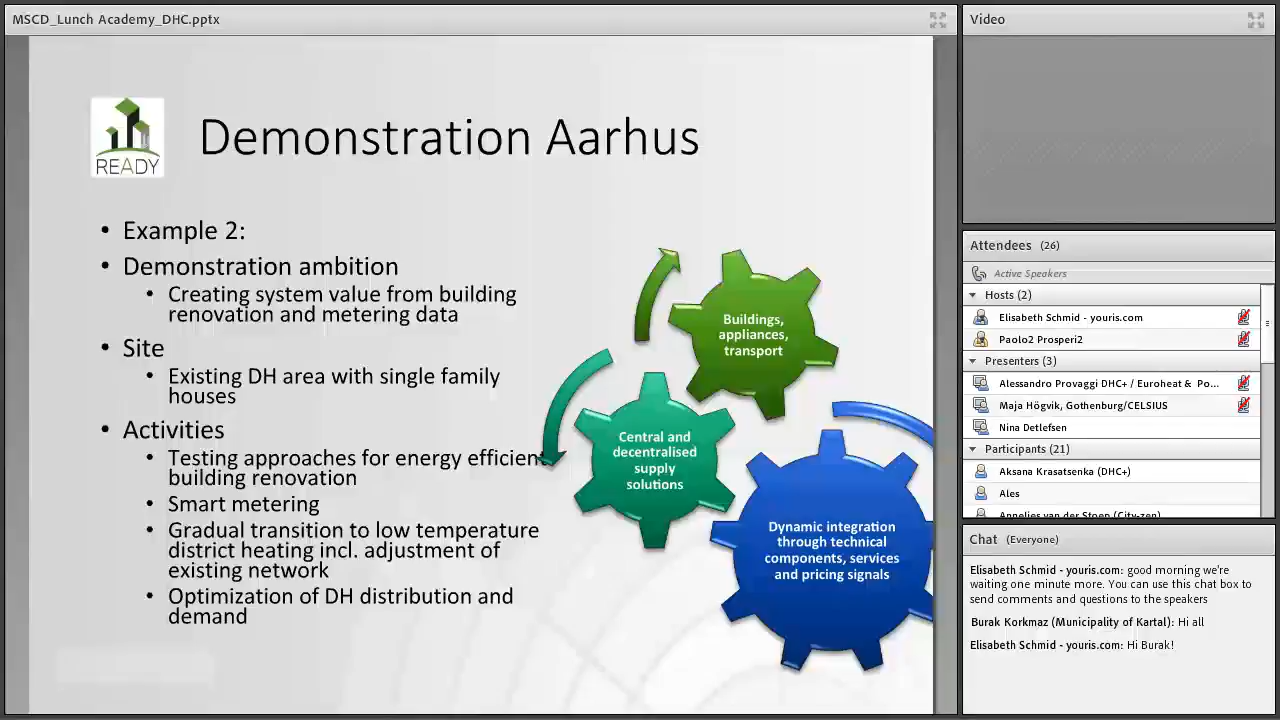 MSCD_Lunch Academy_DHC.pptx
READY
Demonstration Aarhus
• Example 2:
• Demonstration ambition
• Creating system value from building
renovation and metering data
• Site
• Existing DH area with single family
houses
• Activities
• Testing approaches for energy efficient
building renovation
• Smart metering
• Gradual transition to low temperature
district heating incl. adjustment of
existing network
• Optimization of DH distribution and
demand
Buildings,
appliances,
transport
Central and
decentralised
supply
solutions
Dynamic integration
through technical
components, services
and pricing signals
Video
Attendees (26)
Active Speakers
Hosts (2)
Elisabeth Schmid - youris.com
Paolo2 Prosperi2
Presenters (3)
Alessandro Provaggi DHC+ / Euroheat & Po...
Maja Högvik, Gothenburg/CELSIUS
Nina Detlefsen
Participants (21)
Aksana Krasatsenka (DHC+)
Ales
Annelies van der Stoep (City-zen)
Chat (Everyone)
Elisabeth Schmid - youris.com: good morning we're
waiting one minute more. You can use this chat box to
send comments and questions to the speakers
Burak Korkmaz (Municipality of Kartal): Hi all
Elisabeth Schmid - youris.com: Hi Burak!